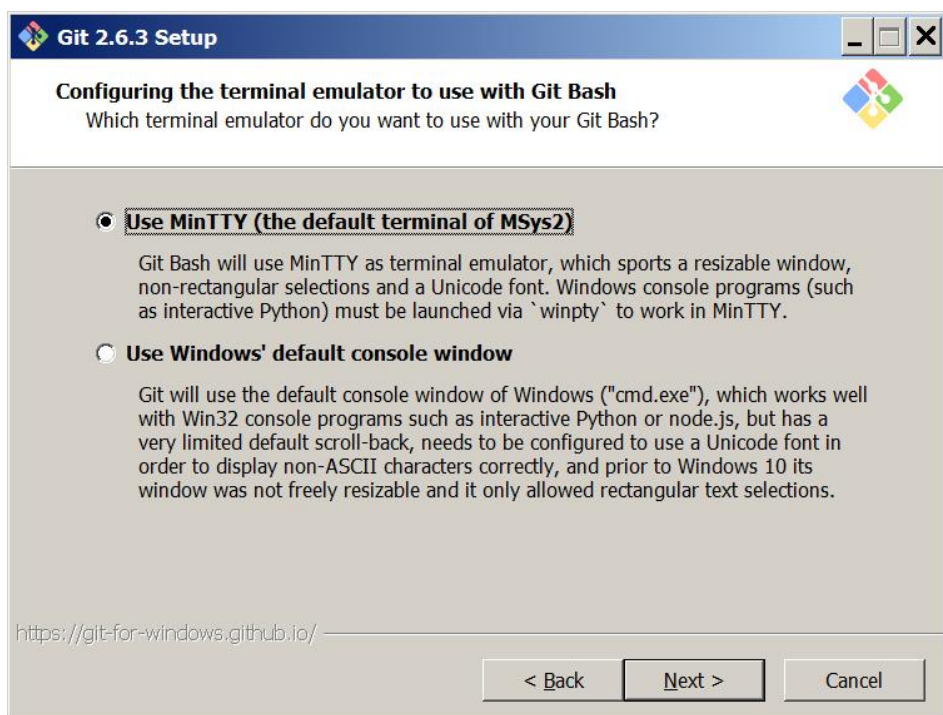 Git 2.6.3 Setup
Configuring the terminal emulator to use with Git Bash
Which terminal emulator do you want to use with your Git Bash?
Use MinTTY (the default terminal of MSys2)
Git Bash will use MinTTY as terminal emulator, which sports a resizable window,
non-rectangular selections and a Unicode font. Windows console programs (such
as interactive Python) must be launched via `winpty` to work in MinTTY.
Use Windows' default console window
Git will use the default console window of Windows ("cmd.exe"), which works well
with Win32 console programs such as interactive Python or node.js, but has a
very limited default scroll-back, needs to be configured to use a Unicode font in
order to display non-ASCII characters correctly, and prior to Windows 10 its
window was not freely resizable and it only allowed rectangular text selections.
https://git-for-windows.github.io/
< Back
Next >
Cancel